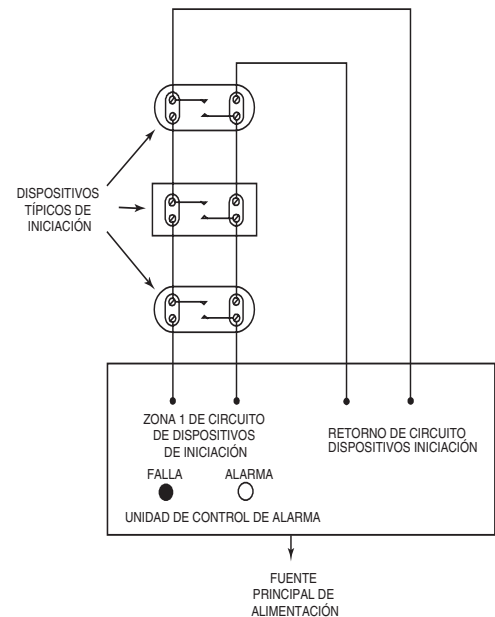 DISPOSITIVOS
TÍPICOS DE
INICIACIÓN
ZONA 1 DE CIRCUITO
DE DISPOSITIVOS
DE INICIACIÓN
RETORNO DE CIRCUITO
DISPOSITIVOS INICIACIÓN
FALLA
ALARMA
UNIDAD DE CONTROL DE ALARMA
FUENTE
PRINCIPAL DE
ALIMENTACIÓN